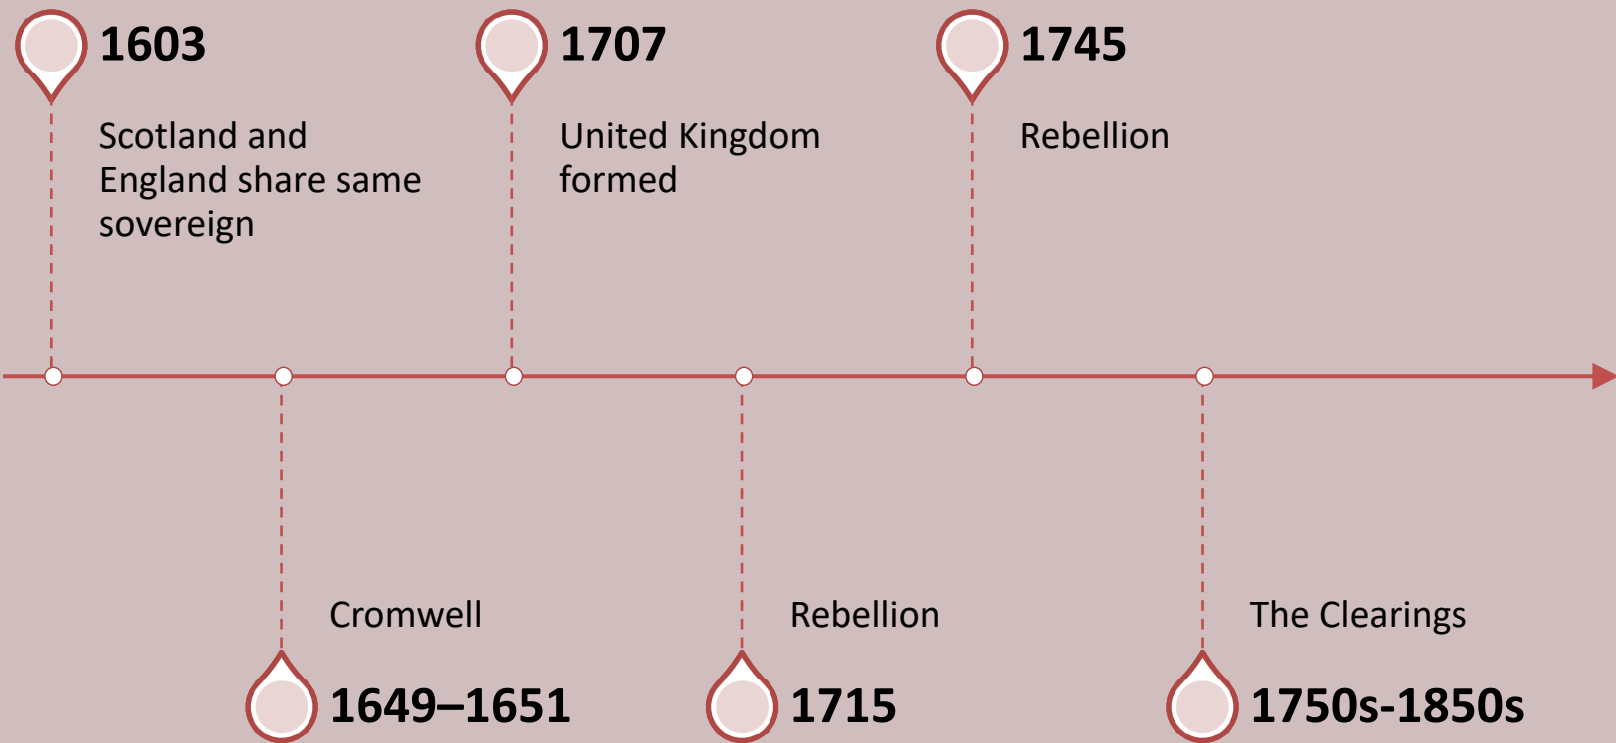 1603
Scotland and
England share same
sovereign
1707
United Kingdom
formed
1745
Rebellion
Cromwell
1649–1651
Rebellion
1715
The Clearings
1750s-1850s